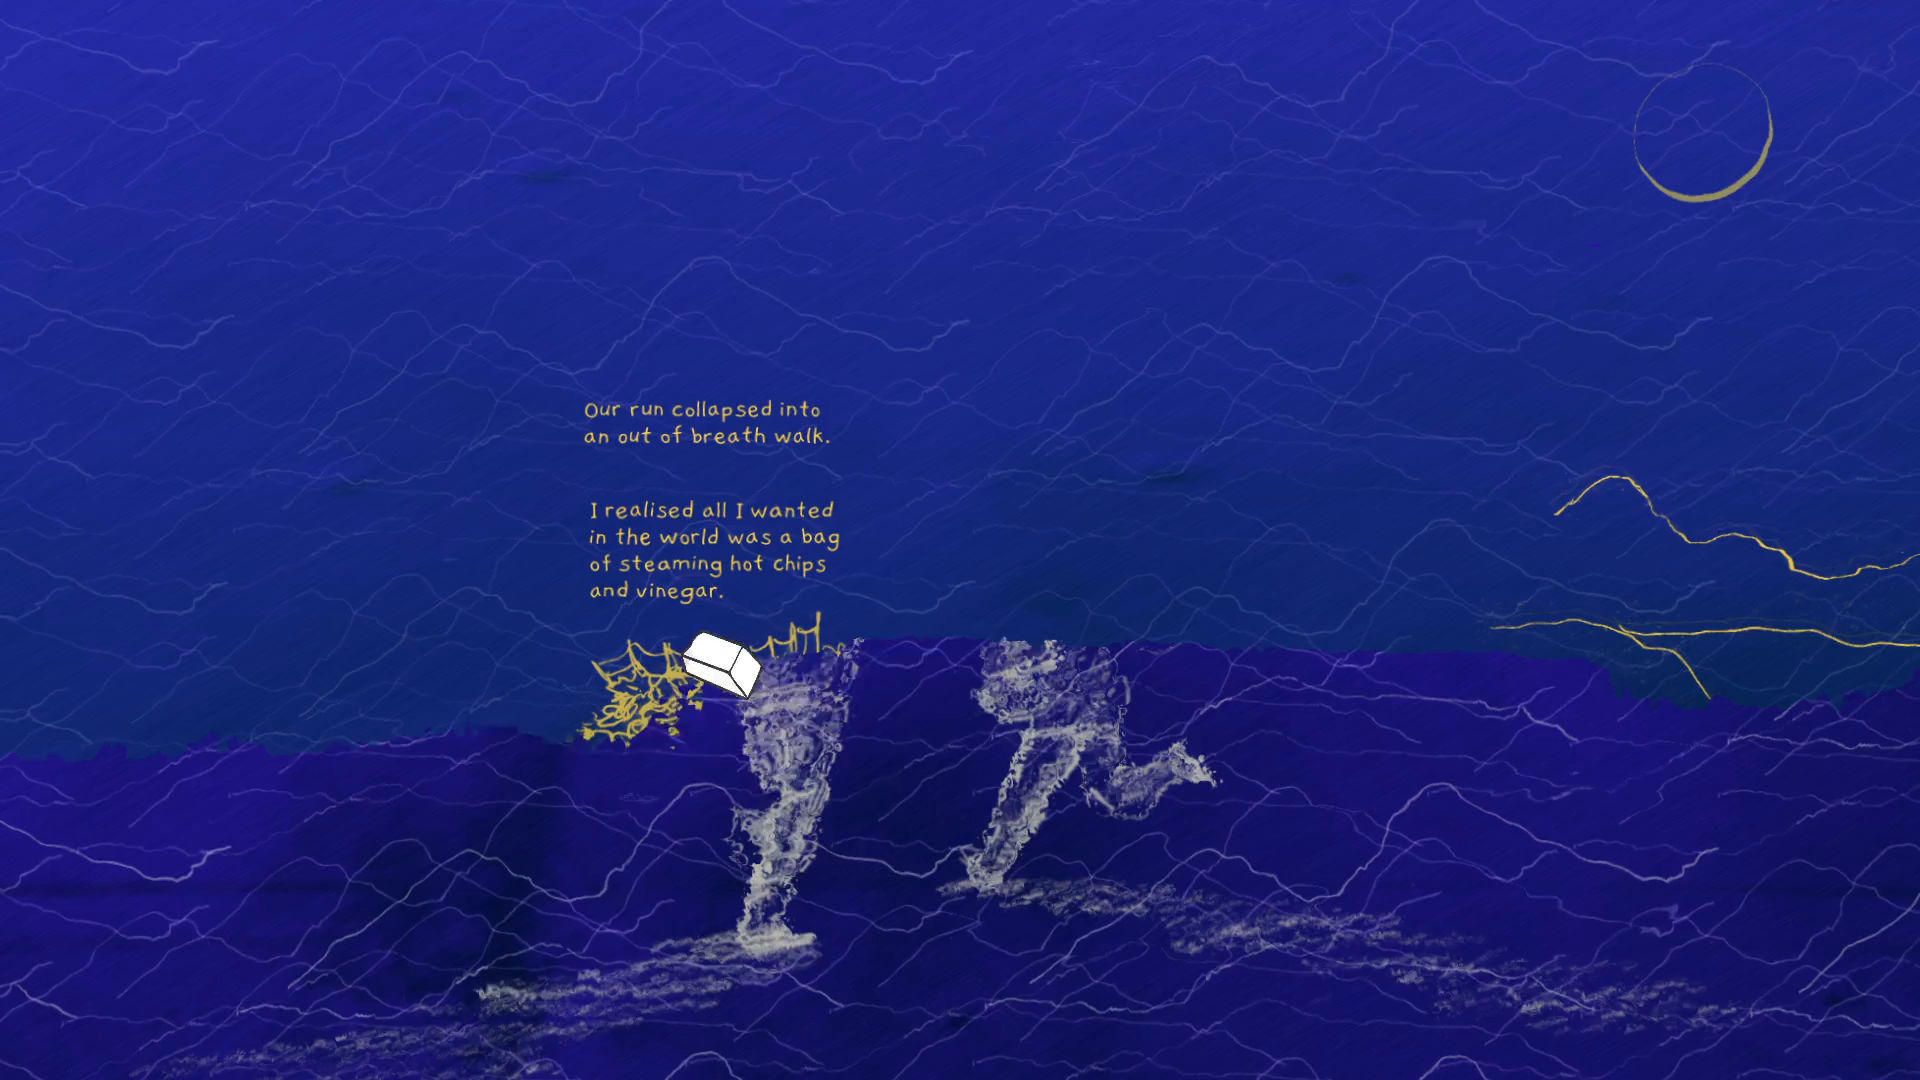 Our run collapsed into
an out of breath walk.
I realised all I wanted
in the world was a bag
of steaming hot chips
and vinegar.